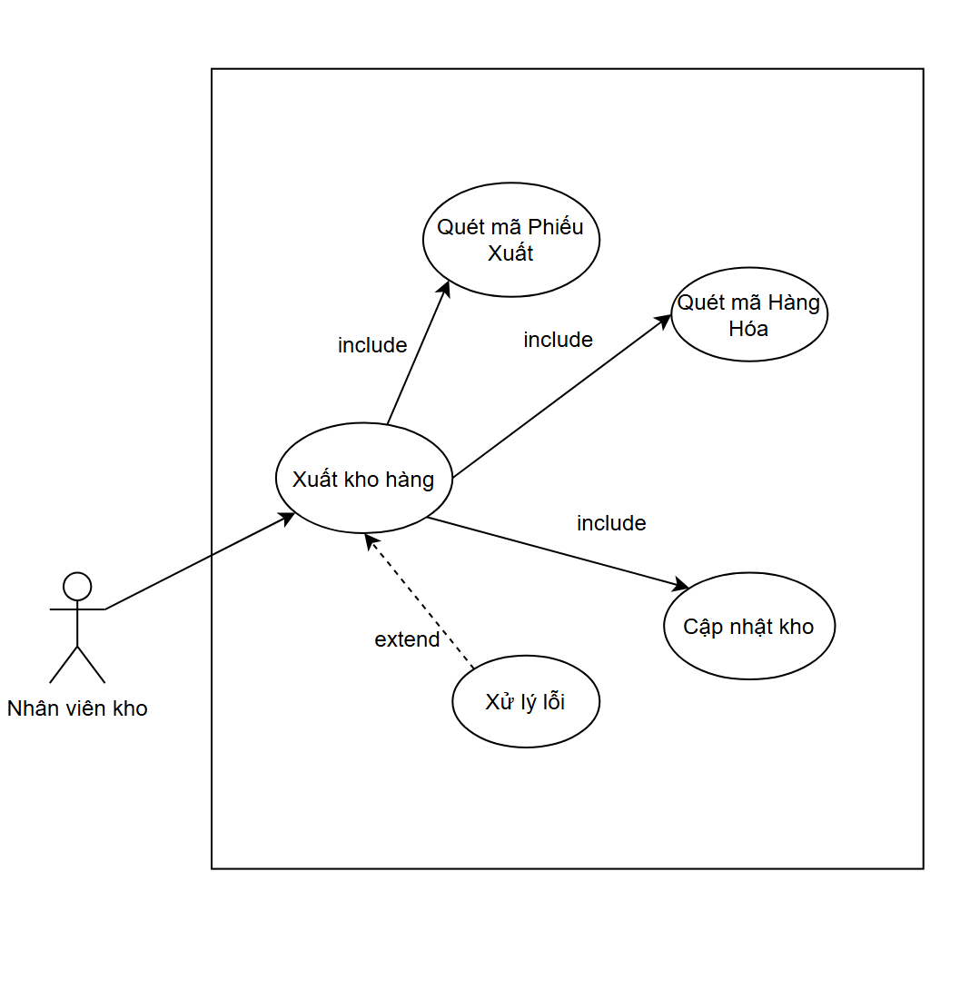 Quét mã Phiếu
Xuất
Quét mã Hàng
Hóa
include
include
Xuất kho hàng
include
extend
Cập nhật kho
Xử lý lỗi
Nhân viên kho